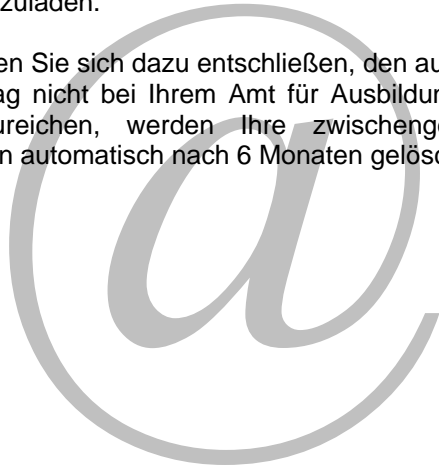 zuladen.
en Sie sich dazu entschließen, den au
ag nicht bei Ihrem Amt für Ausbildun
ureichen, werden Ihre zwischenge
n automatisch nach 6 Monaten gelösc
@